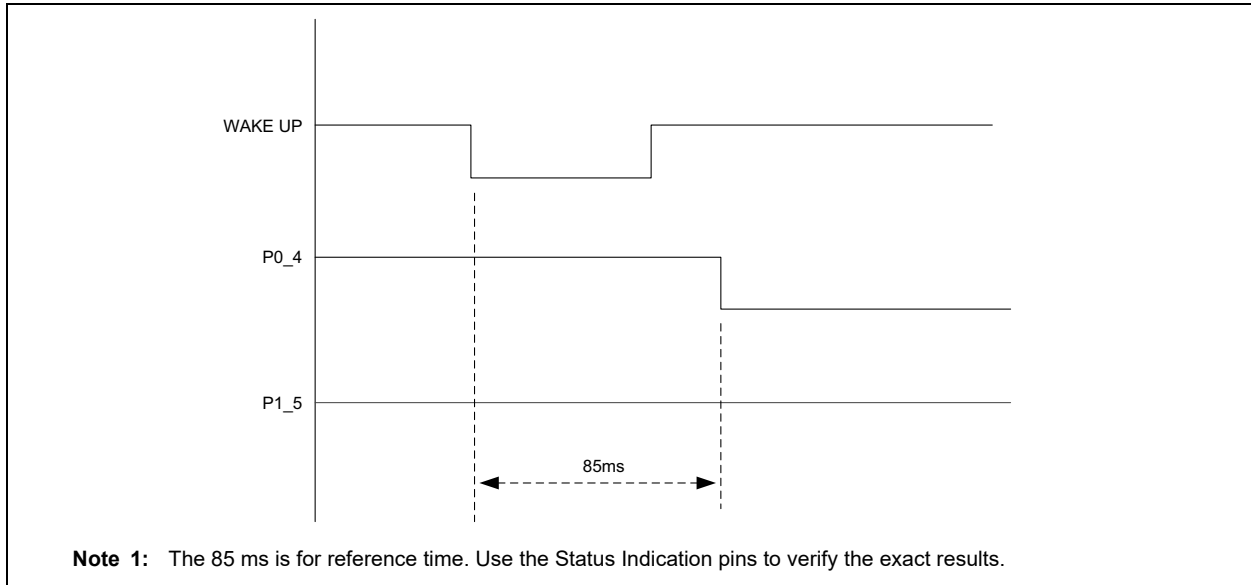 WAKE UP
P0_4
P1_5
85ms
Note 1: The 85 ms is for reference time. Use the Status Indication pins to verify the exact results.